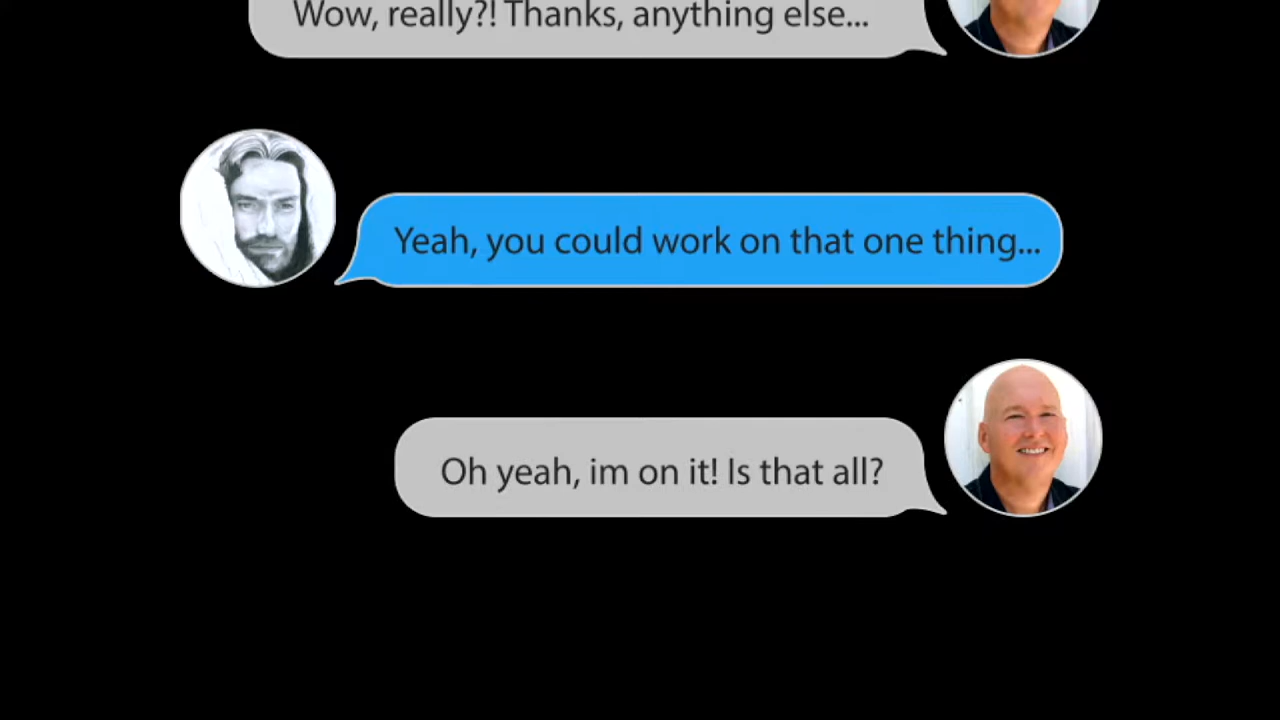 Wow, really?! Thanks, anything else...
Yeah, you could work on that one thing...
Oh yeah, im on it! Is that all?